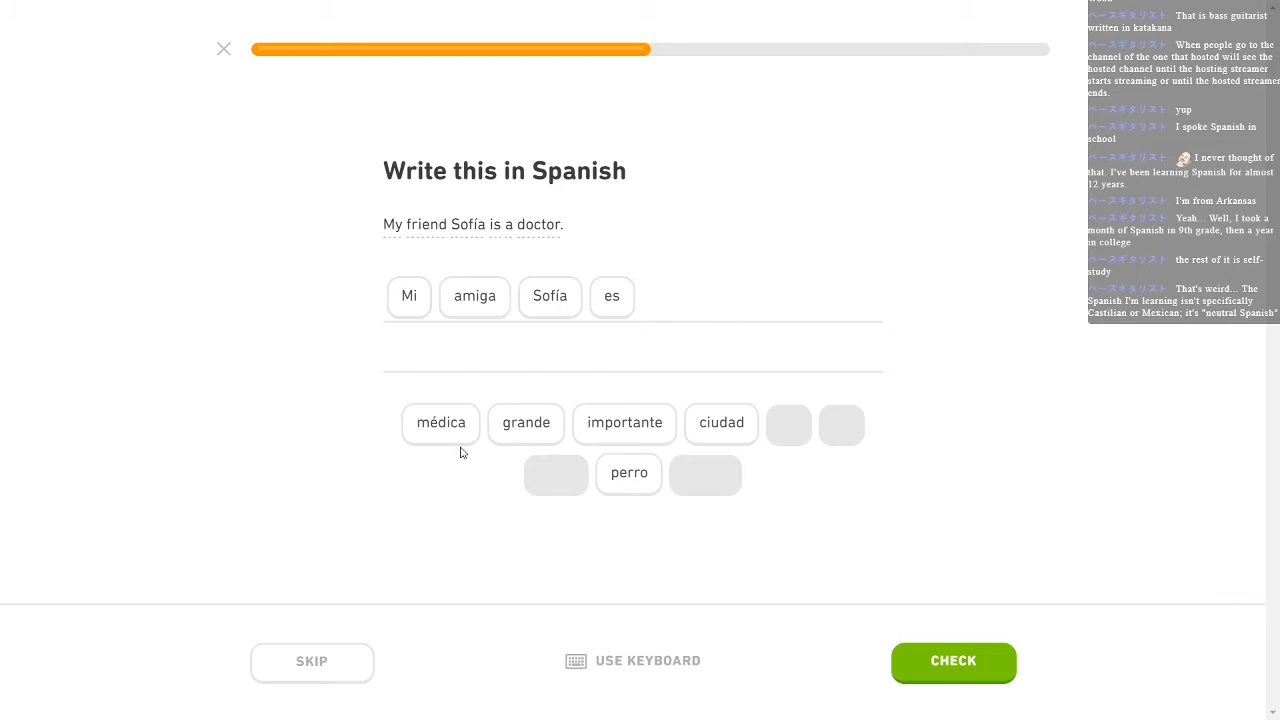 Write this in Spanish
My friend Sofía is a doctor.
Mi amiga Sofía es
médica grande importante ciudad
perro
SKIP
USE KEYBOARD
CHECK
ベースギタリスト That is bass guitarist
written in katakana
ベースギタリスト When people go to the
channel of the one that hosted will see the
hosted channel until the hosting streamer
starts streaming or until the hosted streamer
ends.
ベースギタリスト yup
ベースギタリスト I spoke Spanish in
school
ベースギタリスト I never thought of
that. I've been learning Spanish for almost
12 years.
ベースギタリスト I'm from Arkansas
ベースギタリスト Yeah... Well, I took a
month of Spanish in 9th grade, then a year
in college
ベースギタリスト the rest of it is self-
study
ベースギタリスト That's weird... The
Spanish I'm learning isn't specifically
Castilian or Mexican; it's "neutral Spanish"